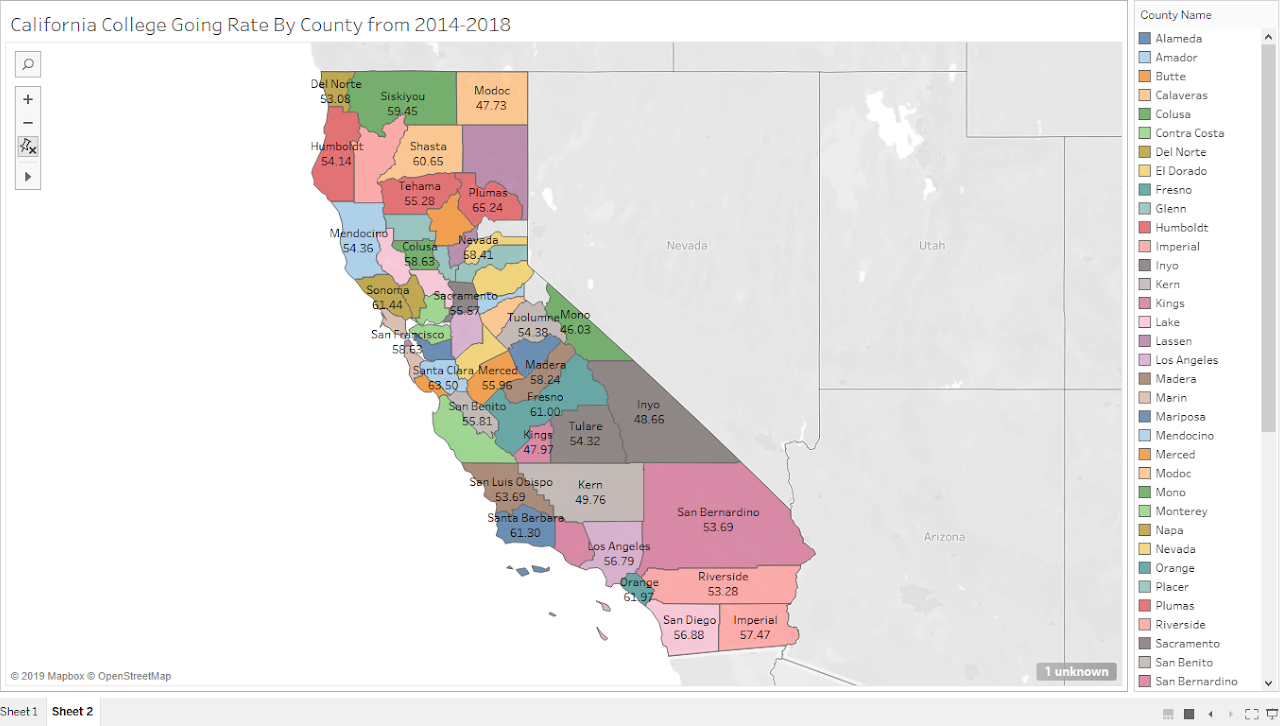 California College Going Rate By County from 2014-2018
Del Norte
53.08
Siskiyou
59.45
Modoc
47.73
Humboldt
54.14
Shasta
60.65
Tehama
55.28
Plumas
65.24
Mendocino
54.36
Colusa
58.63
Nevada
58.41
Nevada
Utah
Sonoma
61.44
Sacramento
55.57
Tuolumne
54.38
Mono
46.03
San Francisco
58.63
Santa Clara
63.50
Merced
55.96
Madera
58.24
Fresno
61.00
San Benito
55.81
Inyo
48.66
Kings
47.97
Tulare
54.32
San Luis Obispo
53.69
Kern
49.76
Santa Barbara
61.30
San Bernardino
53.69
Los Angeles
56.79
Arizona
Orange
61.97
Riverside
53.28
San Diego
56.88
Imperial
57.47
© 2019 Mapbox © OpenStreetMap
1 unknown
County Name
Alameda
Amador
Butte
Calaveras
Colusa
Contra Costa
Del Norte
El Dorado
Fresno
Glenn
Humboldt
Imperial
Inyo
Kern
Kings
Lake
Lassen
Los Angeles
Madera
Marin
Mariposa
Mendocino
Merced
Modoc
Mono
Monterey
Napa
Nevada
Orange
Placer
Plumas
Riverside
Sacramento
San Benito
San Bernardino
Sheet 1
Sheet 2